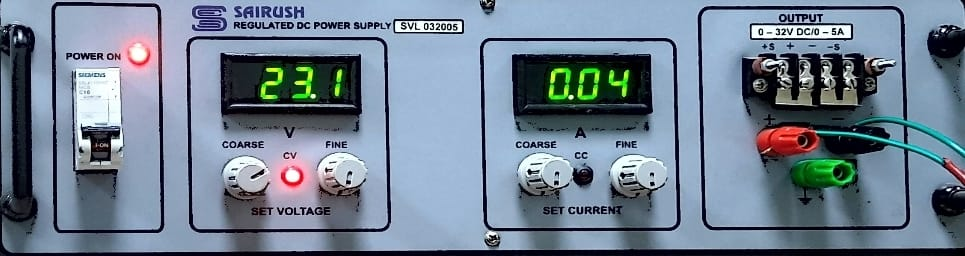 SAIRUSH
REGULATED DC POWER SUPPLY SVL 032005
POWER ON
SIEMENS
C16
I-ON
23.1
V
COARSE CV FINE
SET VOLTAGE
0.04
A
COARSE CC FINE
SET CURRENT
OUTPUT
0 – 32V DC/0 – 5A
+S + – –S
+ –